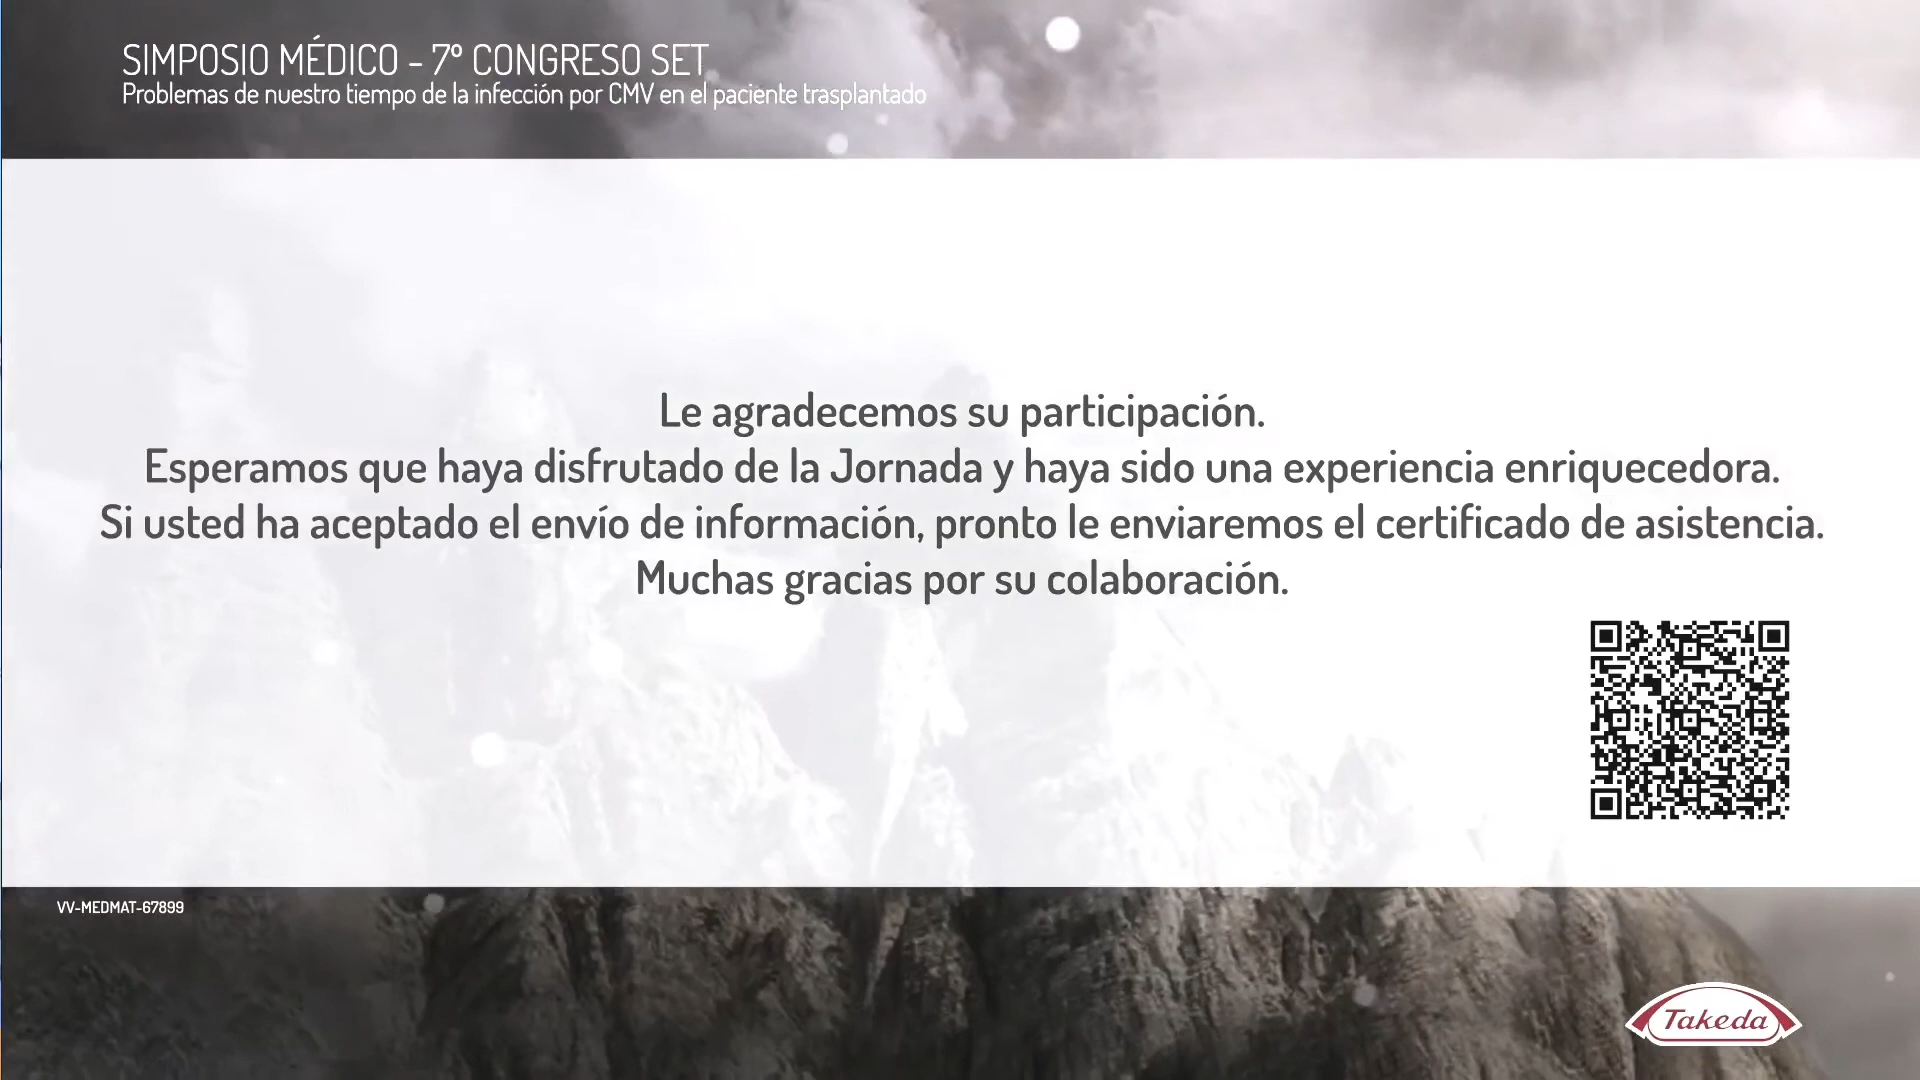 SIMPOSIO MÉDICO - 7º CONGRESO SET
Problemas de nuestro tiempo de la infección por CMV en el paciente trasplantado
Le agradecemos su participación.
Esperamos que haya disfrutado de la Jornada y haya sido una experiencia enriquecedora.
Si usted ha aceptado el envío de información, pronto le enviaremos el certificado de asistencia.
Muchas gracias por su colaboración.
VV-MEDMAT-67899
Takeda